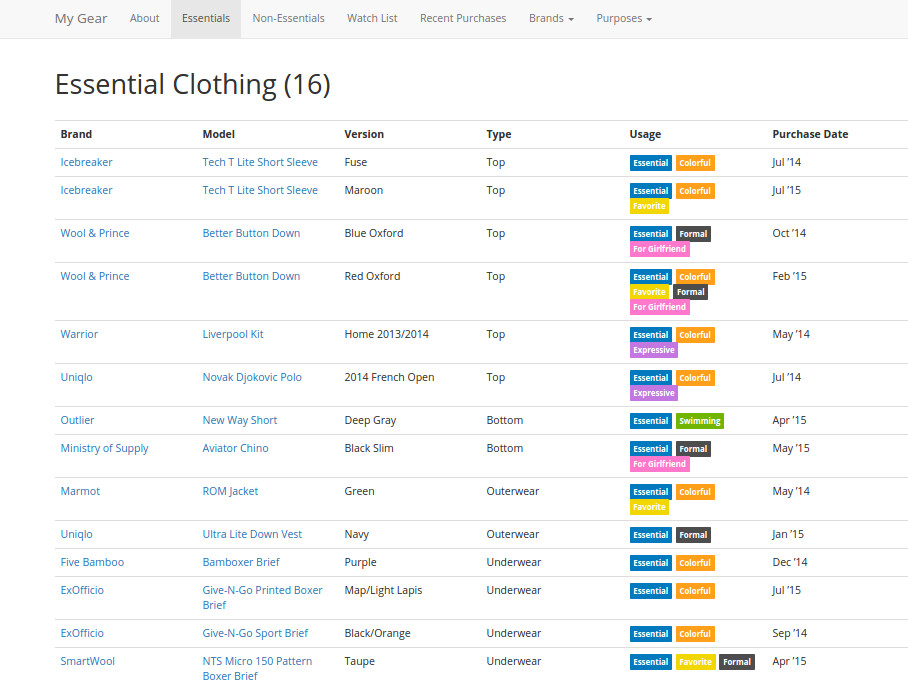 My Gear About Essentials Non-Essentials Watch List Recent Purchases Brands Purposes
Essential Clothing (16)
Brand Model Version Type Usage Purchase Date
Icebreaker Tech T Lite Short Sleeve Fuse Top Essential Colorful Jul '14
Icebreaker Tech T Lite Short Sleeve Maroon Top Essential Colorful Jul '15
Favorite
Wool & Prince Better Button Down Blue Oxford Top Essential Formal Oct '14
For Girlfriend
Wool & Prince Better Button Down Red Oxford Top Essential Colorful Feb '15
Favorite Formal
For Girlfriend
Warrior Liverpool Kit Home 2013/2014 Top Essential Colorful May '14
Expressive
Uniqlo Novak Djokovic Polo 2014 French Open Top Essential Colorful Jul '14
Expressive
Outlier New Way Short Deep Gray Bottom Essential Swimming Apr '15
Ministry of Supply Aviator Chino Black Slim Bottom Essential Formal May '15
For Girlfriend
Marmot ROM Jacket Green Outerwear Essential Colorful May '14
Favorite
Uniqlo Ultra Lite Down Vest Navy Outerwear Essential Formal Jan '15
Five Bamboo Bamboxer Brief Purple Underwear Essential Colorful Dec '14
ExOfficio Give-N-Go Printed Boxer Map/Light Lapis Underwear Essential Colorful Jul '15
Brief
ExOfficio Give-N-Go Sport Brief Black/Orange Underwear Essential Colorful Sep '14
SmartWool NTS Micro 150 Pattern Taupe Underwear Essential Favorite Formal Apr '15
Boxer Brief